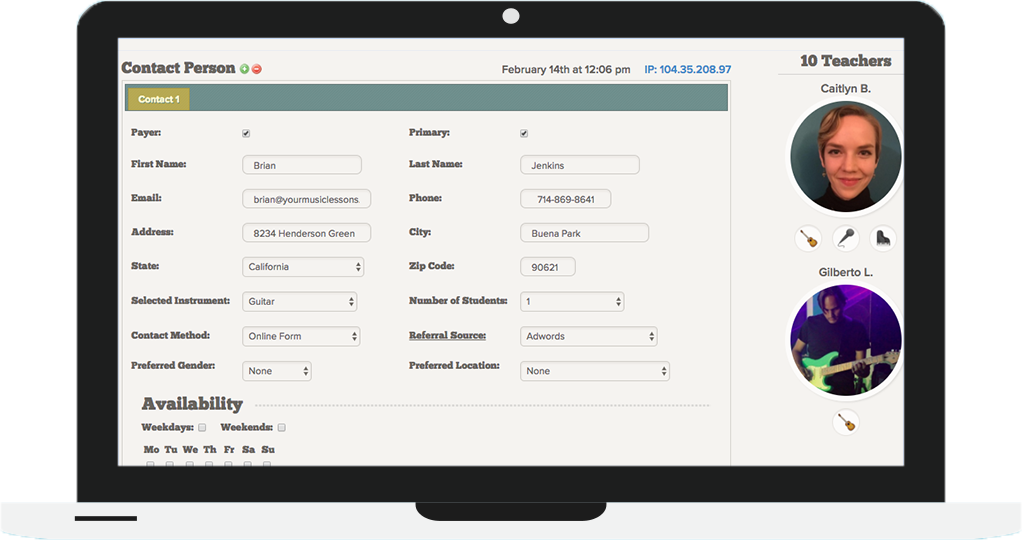 Contact Person February 14th at 12:06 pm IP: 104.35.208.97
10 Teachers
Contact 1
Caitlyn B.
Payer: Primary:
First Name: Brian Last Name: Jenkins
Email: brian@yourmusiclessons. Phone: 714-869-8641
Address: 8234 Henderson Green City: Buena Park
State: California Zip Code: 90621
Gilberto L.
Selected Instrument: Guitar Number of Students: 1
Contact Method: Online Form Referral Source: Adwords
Preferred Gender: None Preferred Location: None
Availability
Weekdays: Weekends:
Mo Tu We Th Fr Sa Su